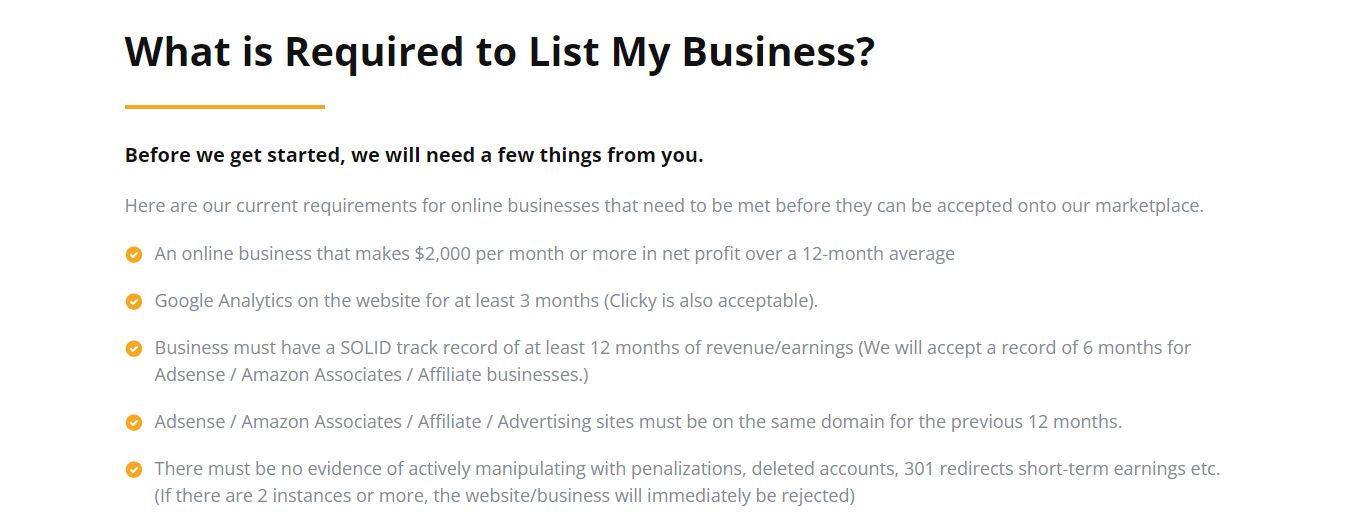 What is Required to List My Business?
Before we get started, we will need a few things from you.
Here are our current requirements for online businesses that need to be met before they can be accepted onto our marketplace.
An online business that makes $2,000 per month or more in net profit over a 12-month average
Google Analytics on the website for at least 3 months (Clicky is also acceptable).
Business must have a SOLID track record of at least 12 months of revenue/earnings (We will accept a record of 6 months for
Adsense / Amazon Associates / Affiliate businesses.)
Adsense / Amazon Associates / Affiliate / Advertising sites must be on the same domain for the previous 12 months.
There must be no evidence of actively manipulating with penalizations, deleted accounts, 301 redirects short-term earnings etc.
(If there are 2 instances or more, the website/business will immediately be rejected)